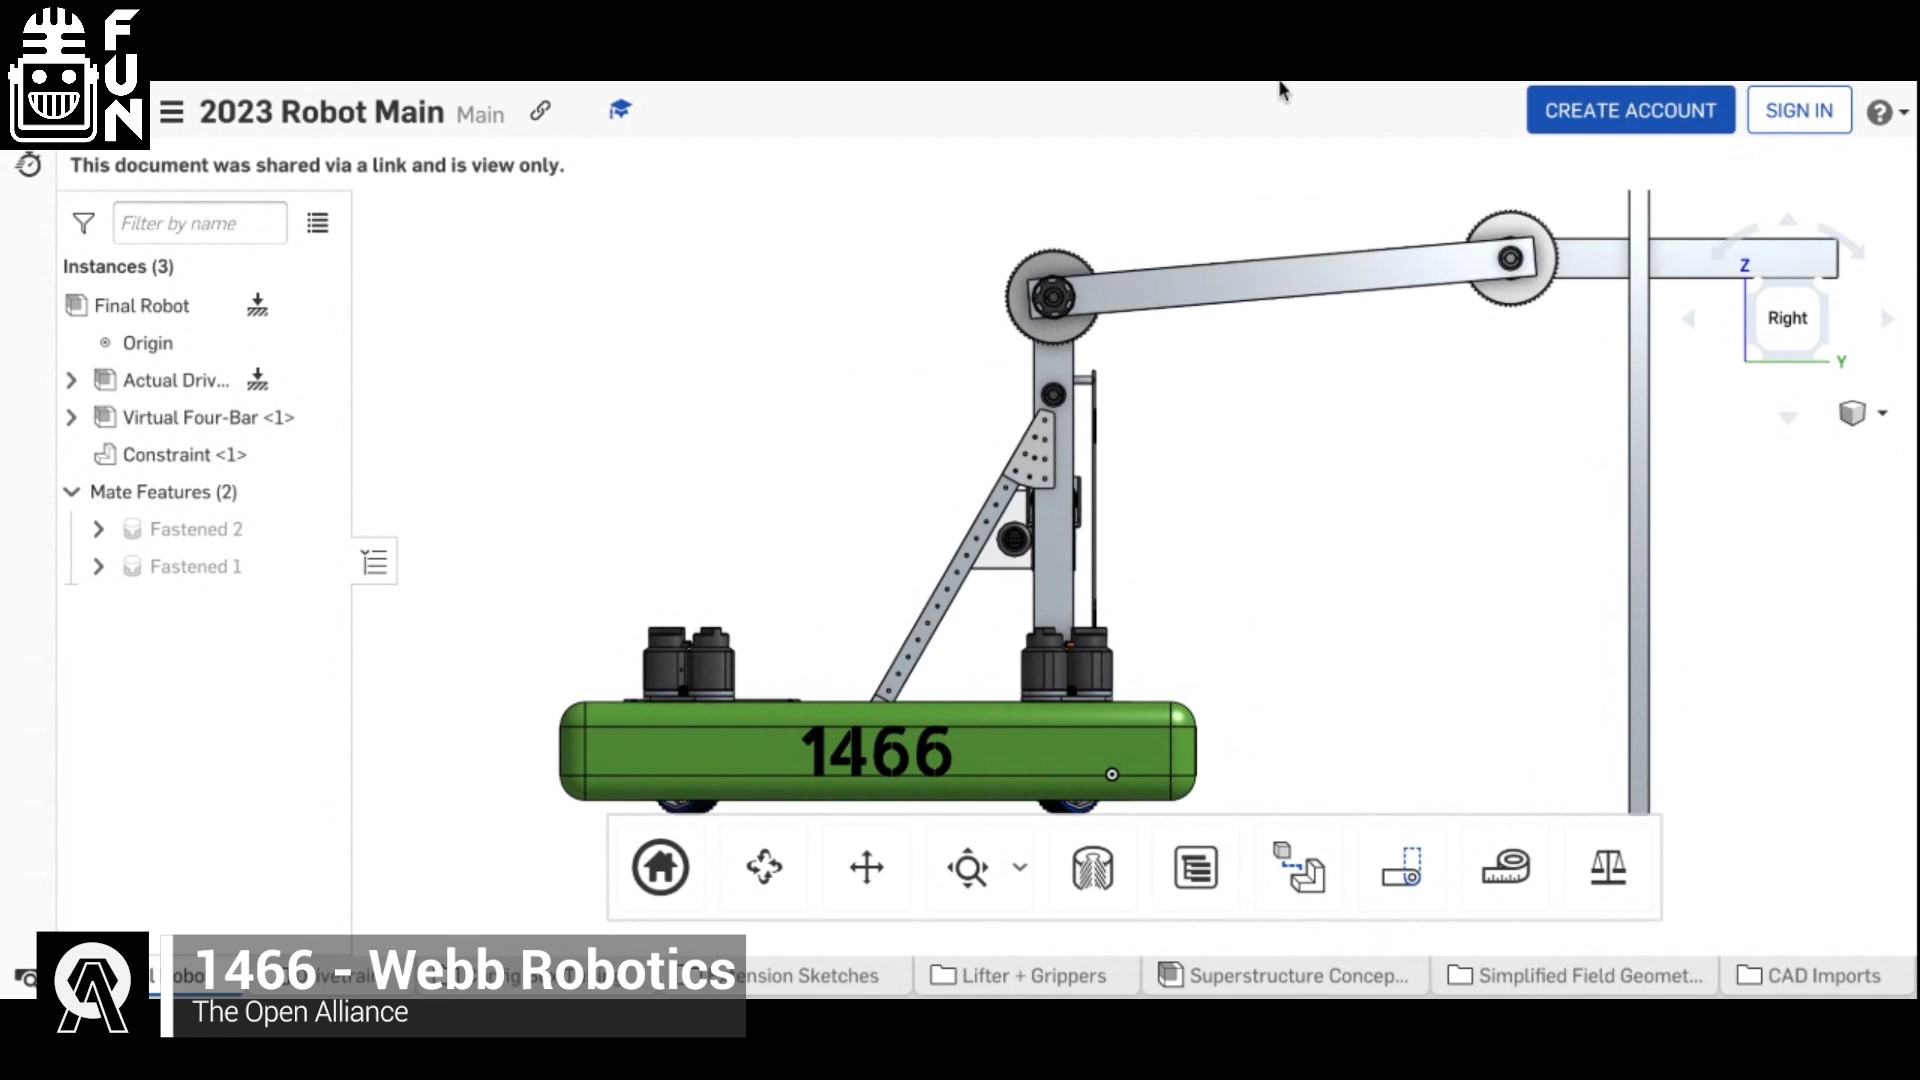 FUN
2023 Robot Main Main
CREATE ACCOUNT
SIGN IN
?
This document was shared via a link and is view only.
Filter by name
Instances (3)
Final Robot
Origin
Actual Driv...
Virtual Four-Bar <1>
Constraint <1>
Mate Features (2)
Fastened 2
Fastened 1
Z
Right
Y
1466
ension Sketches
Lifter + Grippers
Superstructure Concep...
Simplified Field Geomet...
CAD Imports
1466 - Webb Robotics
The Open Alliance